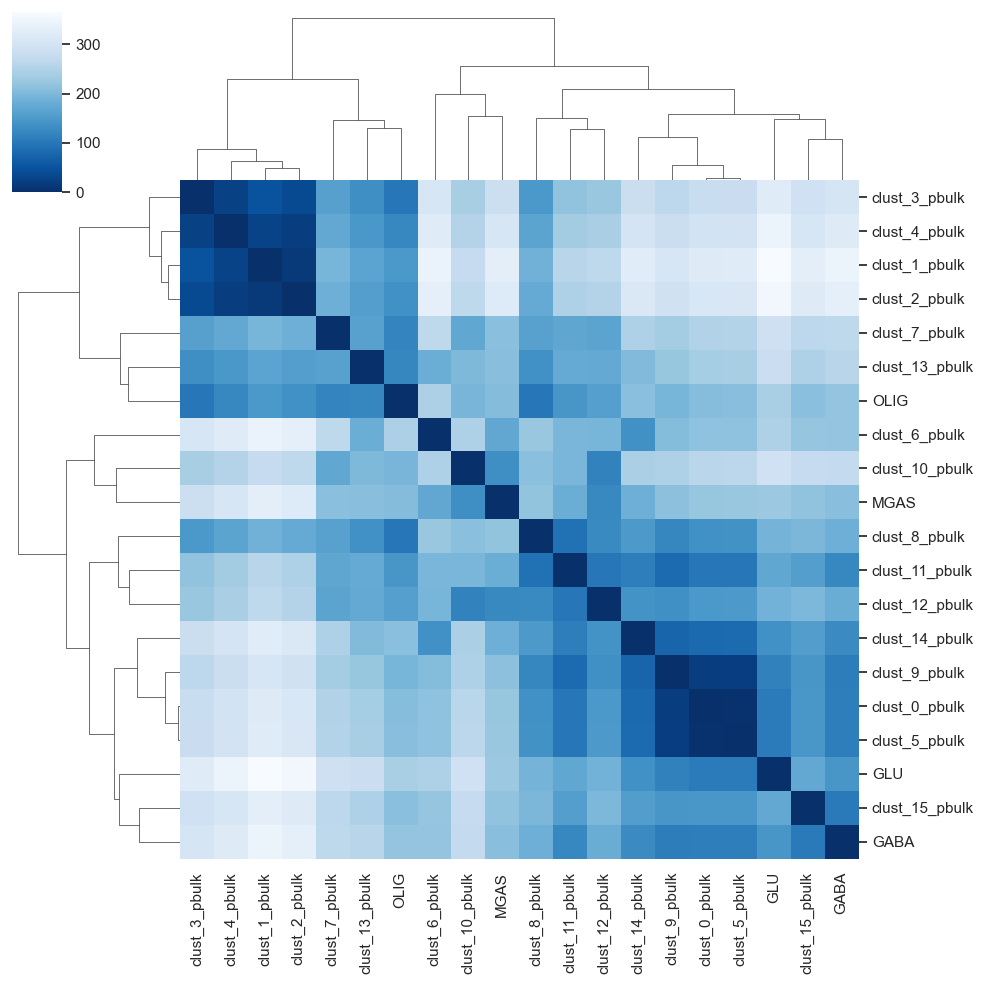 300
200
100
0
clust_3_pbulk
clust_4_pbulk
clust_1_pbulk
clust_2_pbulk
clust_7_pbulk
clust_13_pbulk
OLIG
clust_6_pbulk
clust_10_pbulk
MGAS
clust_8_pbulk
clust_11_pbulk
clust_12_pbulk
clust_14_pbulk
clust_9_pbulk
clust_0_pbulk
clust_5_pbulk
GLU
clust_15_pbulk
GABA
clust_3_pbulk
clust_4_pbulk
clust_1_pbulk
clust_2_pbulk
clust_7_pbulk
clust_13_pbulk
OLIG
clust_6_pbulk
clust_10_pbulk
MGAS
clust_8_pbulk
clust_11_pbulk
clust_12_pbulk
clust_14_pbulk
clust_9_pbulk
clust_0_pbulk
clust_5_pbulk
GLU
clust_15_pbulk
GABA